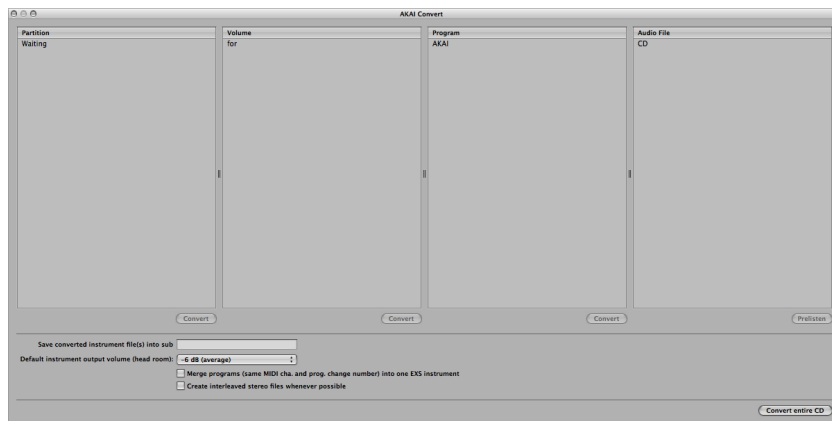 AKAI Convert
Partition Volume Program Audio File
Waiting for AKAI CD
Convert Convert Convert Prelisten
Save converted instrument file(s) into sub
Default instrument output volume (head room): -6 dB (average)
Merge programs (same MIDI cha. and prog. change number) into one EXS instrument
Create interleaved stereo files whenever possible
Convert entire CD